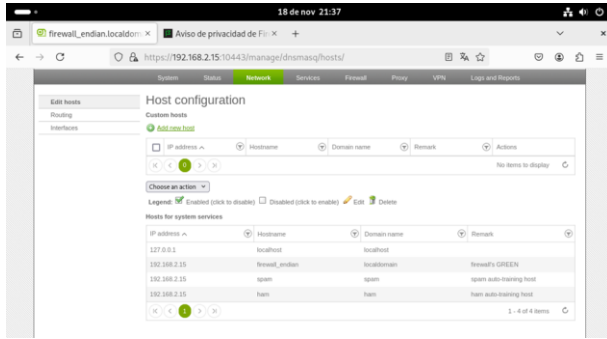 18 de nov 21:37
firewall_endian.localdom ×
Aviso de privacidad de Fir ×
https://192.168.2.15:10443/manage/dnsmasq/hosts/
System Status Network Services Firewall Proxy VPN Logs and Reports
Edit hosts
Routing
Interfaces
Host configuration
Custom hosts
Add new host
IP address Hostname Domain name Remark Actions
0 No items to display
Choose an action
Legend: Enabled (click to disable) Disabled (click to enable) Edit Delete
Hosts for system services
IP address Hostname Domain name Remark
127.0.0.1 localhost localhost
192.168.2.15 firewall_endian localdomain firewall's GREEN
192.168.2.15 spam spam spam auto-training host
192.168.2.15 ham ham ham auto-training host
1 1 - 4 of 4 items